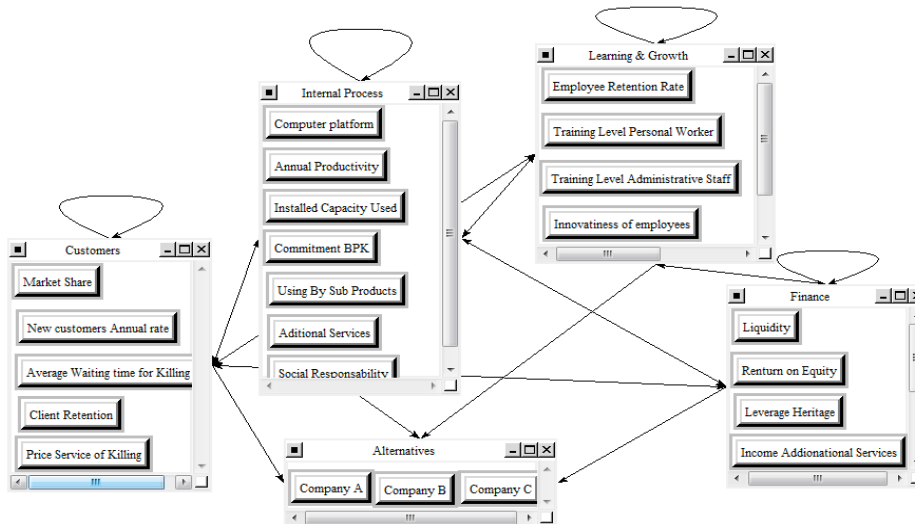 Learning & Growth
Employee Retention Rate
Training Level Personal Worker
Training Level Administrative Staff
Innovatiness of employees
Internal Process
Computer platform
Annual Productivity
Installed Capacity Used
Commitment BPK
Using By Sub Products
Aditional Services
Social Responsability
Customers
Market Share
New customers Annual rate
Average Waiting time for Killing
Client Retention
Price Service of Killing
Finance
Liquidity
Renturn on Equity
Leverage Heritage
Income Addionational Services
Alternatives
Company A
Company B
Company C